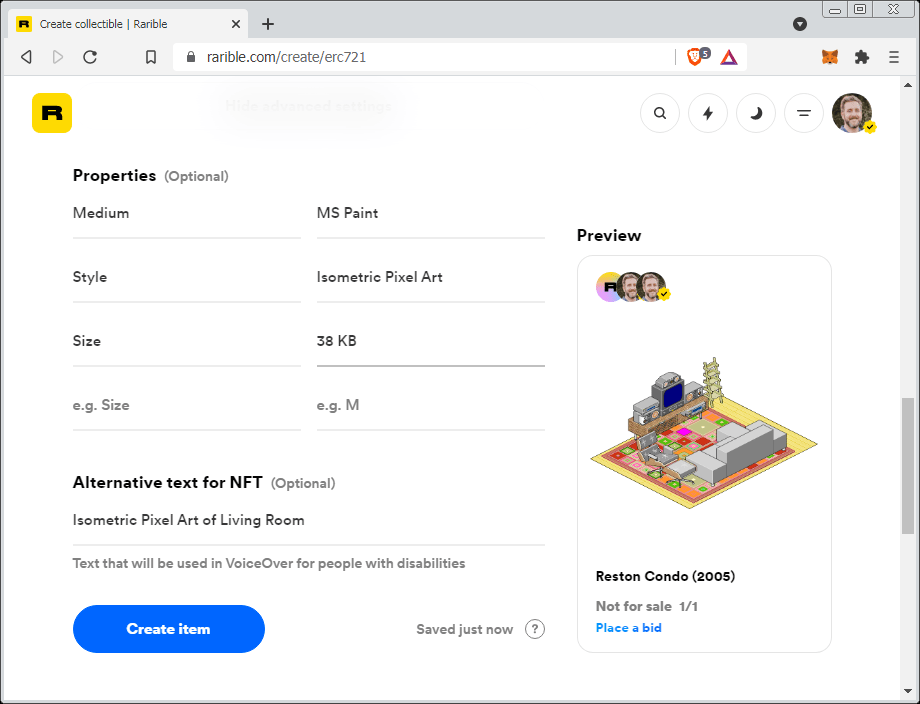 R Create collectible | Rarible
rarible.com/create/erc721
5
Hide advanced settings
R
Properties (Optional)
Medium MS Paint
Style Isometric Pixel Art
Size 38 KB
e.g. Size e.g. M
Alternative text for NFT (Optional)
Isometric Pixel Art of Living Room
Text that will be used in VoiceOver for people with disabilities
Create item
Saved just now ?
Preview
R
Reston Condo (2005)
Not for sale 1/1
Place a bid